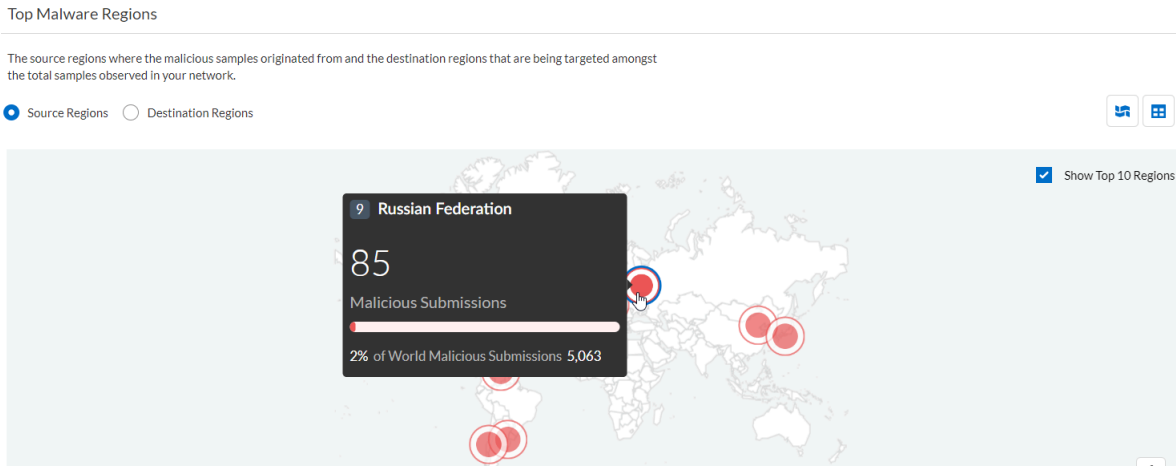 Top Malware Regions
The source regions where the malicious samples originated from and the destination regions that are being targeted amongst
the total samples observed in your network.
Source Regions Destination Regions
Show Top 10 Regions
9 Russian Federation
85
Malicious Submissions
2% of World Malicious Submissions 5,063